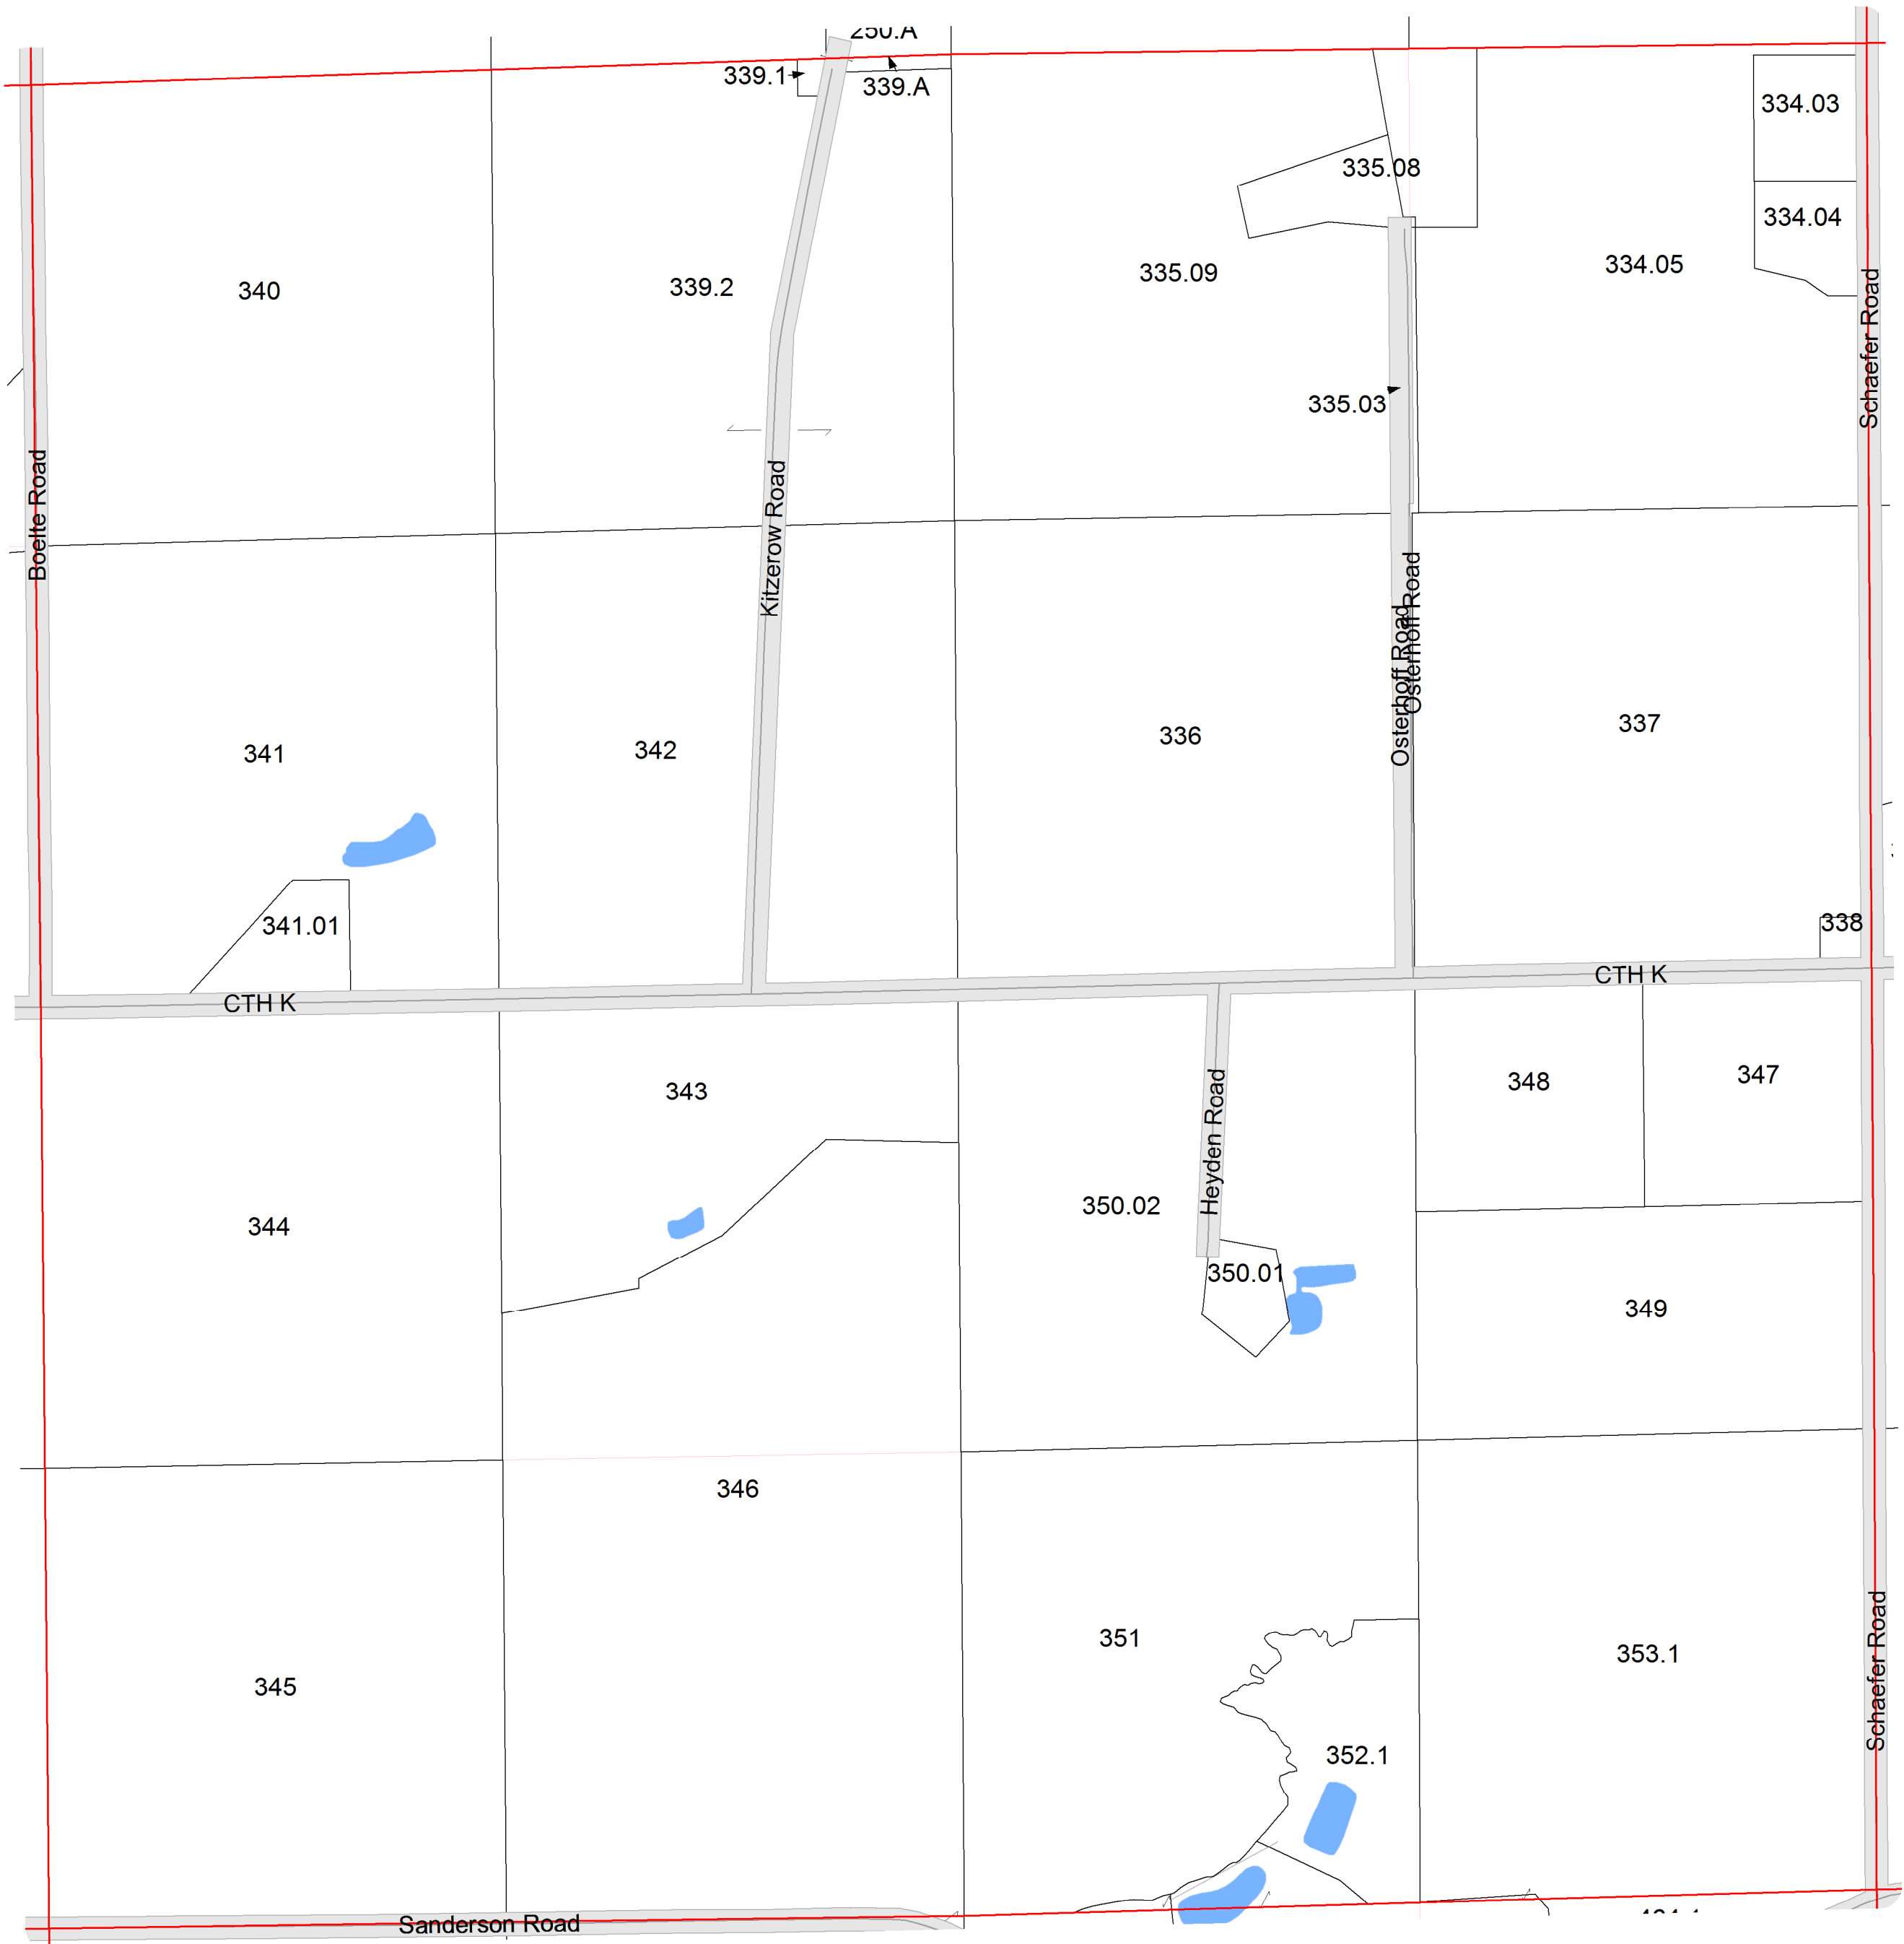 250.A
339.1
339.A
334.03
335.08
334.04
340
339.2
335.09
334.05
Schaefer Road
335.03
Boelte Road
Kitzerow Road
Osterhoff Road
Osterhoff Road
341
342
336
337
341.01
338
CTH K
CTH K
343
348
347
Heyden Road
344
350.02
350.01
349
346
351
353.1
345
Schaefer Road
352.1
Sanderson Road